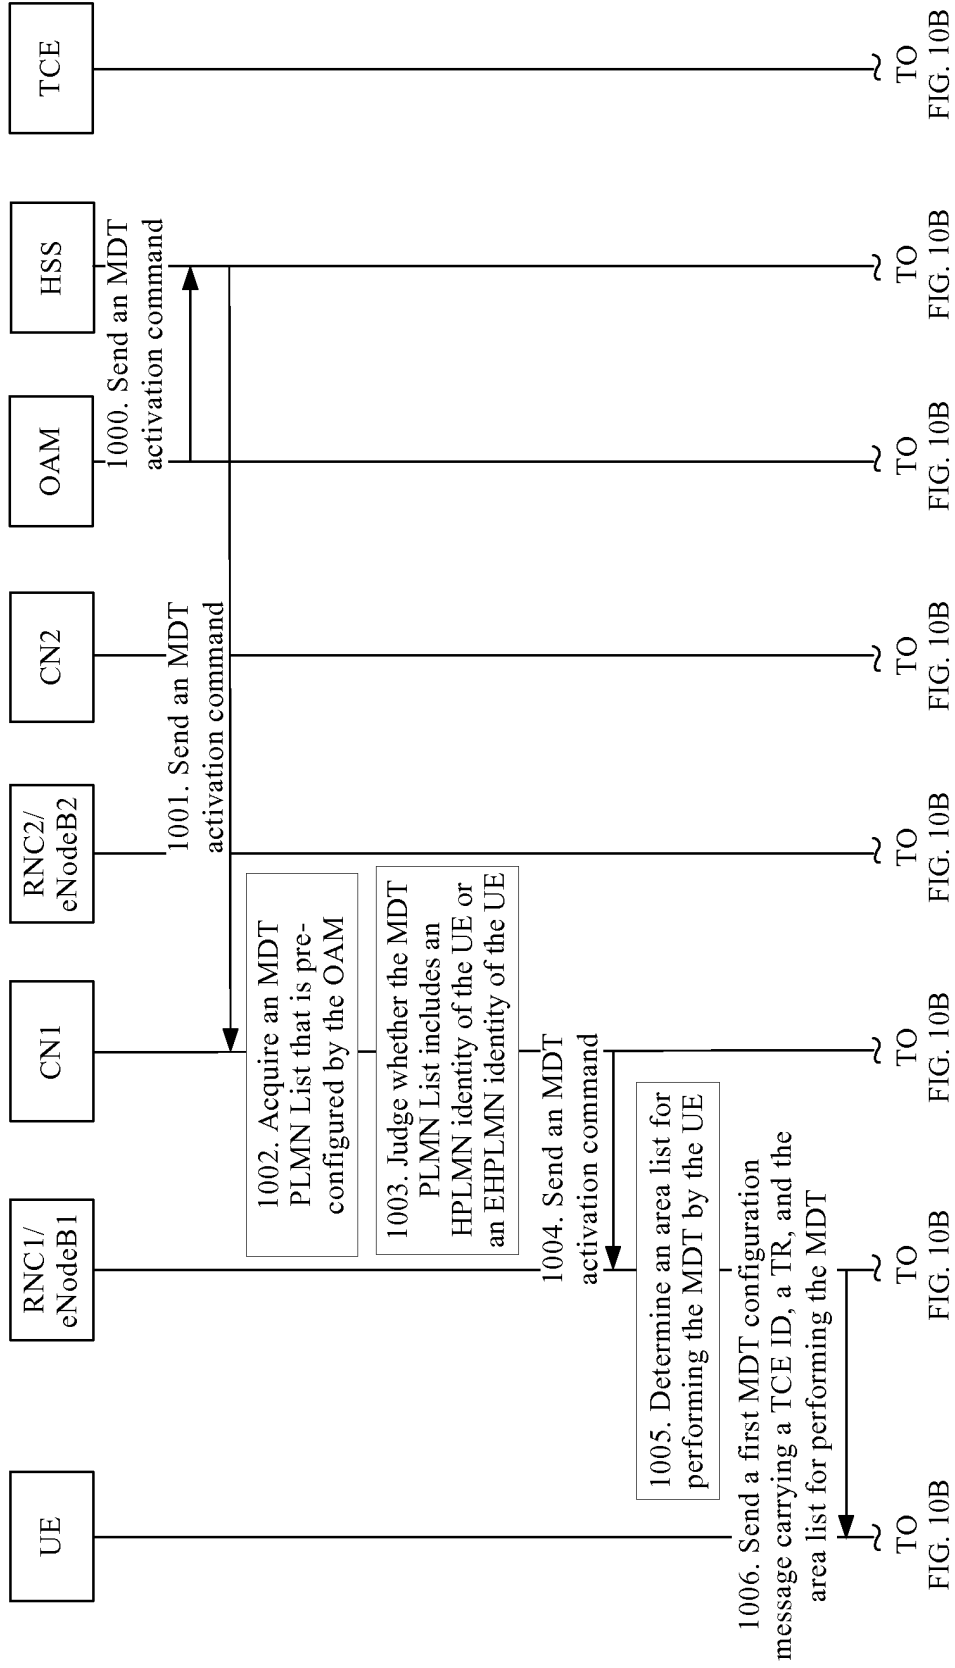 UE
RNC1/
eNodeB1
CN1
RNC2/
eNodeB2
CN2
OAM
HSS
TCE
1000. Send an MDT
activation command
1001. Send an MDT
activation command
1002. Acquire an MDT
PLMN List that is pre-
configured by the OAM
1003. Judge whether the MDT
PLMN List includes an
HPLMN identity of the UE or
an EHPLMN identity of the UE
1004. Send an MDT
activation command
1005. Determine an area list for
performing the MDT by the UE
1006. Send a first MDT configuration
message carrying a TCE ID, a TR, and the
area list for performing the MDT
TO
FIG. 10B
TO
FIG. 10B
TO
FIG. 10B
TO
FIG. 10B
TO
FIG. 10B
TO
FIG. 10B
TO
FIG. 10B
TO
FIG. 10B